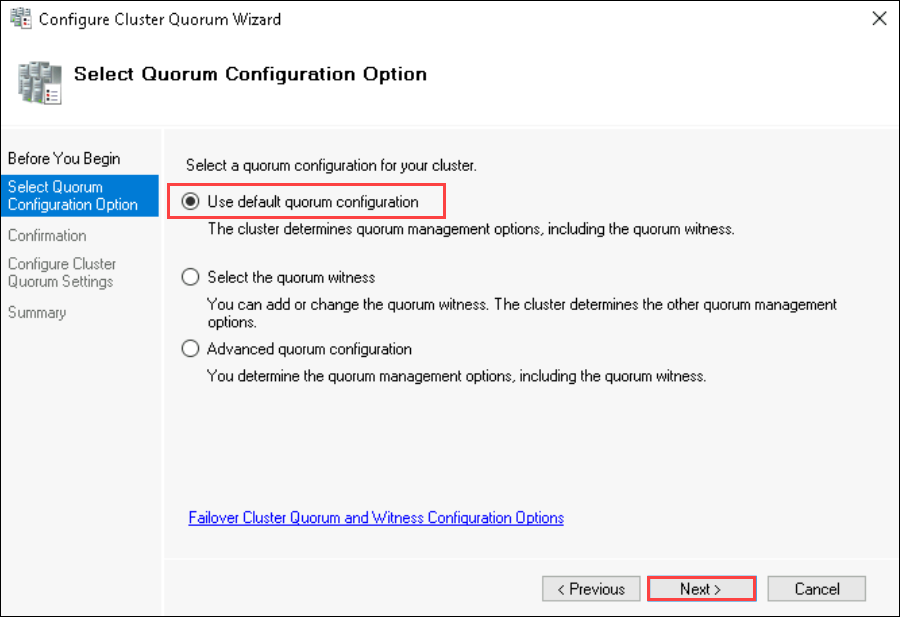 Configure Cluster Quorum Wizard
Select Quorum Configuration Option
Before You Begin
Select Quorum
Configuration Option
Confirmation
Configure Cluster
Quorum Settings
Summary
Select a quorum configuration for your cluster.
Use default quorum configuration
The cluster determines quorum management options, including the quorum witness.
Select the quorum witness
You can add or change the quorum witness. The cluster determines the other quorum management
options.
Advanced quorum configuration
You determine the quorum management options, including the quorum witness.
Failover Cluster Quorum and Witness Configuration Options
< Previous
Next >
Cancel